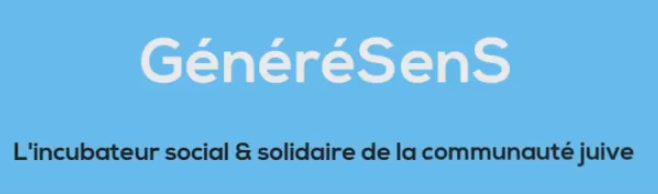 GénéréSenS
L'incubateur social & solidaire de la communauté juive